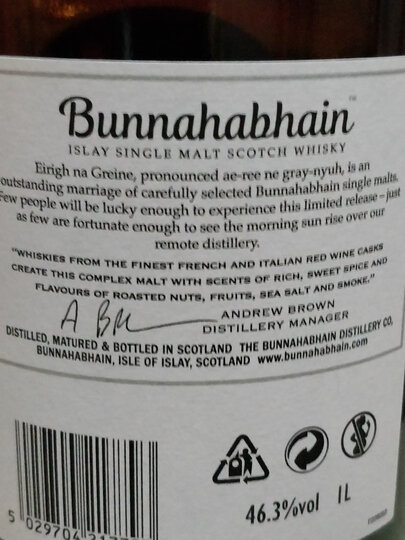 Bunnahabhain™
ISLAY SINGLE MALT SCOTCH WHISKY
Eirigh na Greine, pronounced ae-ree ne gray-nyuh, is an
outstanding marriage of carefully selected Bunnahabhain single malts.
Few people will be lucky enough to experience this limited release – just
as few are fortunate enough to see the morning sun rise over our
remote distillery.
"WHISKIES FROM THE FINEST FRENCH AND ITALIAN RED WINE CASKS
CREATE THIS COMPLEX MALT WITH SCENTS OF RICH, SWEET SPICE AND
FLAVOURS OF ROASTED NUTS, FRUITS, SEA SALT AND SMOKE."
ANDREW BROWN
DISTILLERY MANAGER
DISTILLED, MATURED & BOTTLED IN SCOTLAND THE BUNNAHABHAIN DISTILLERY CO,
BUNNAHABHAIN, ISLE OF ISLAY, SCOTLAND www.bunnahabhain.com
46.3%vol 1L
5 029704